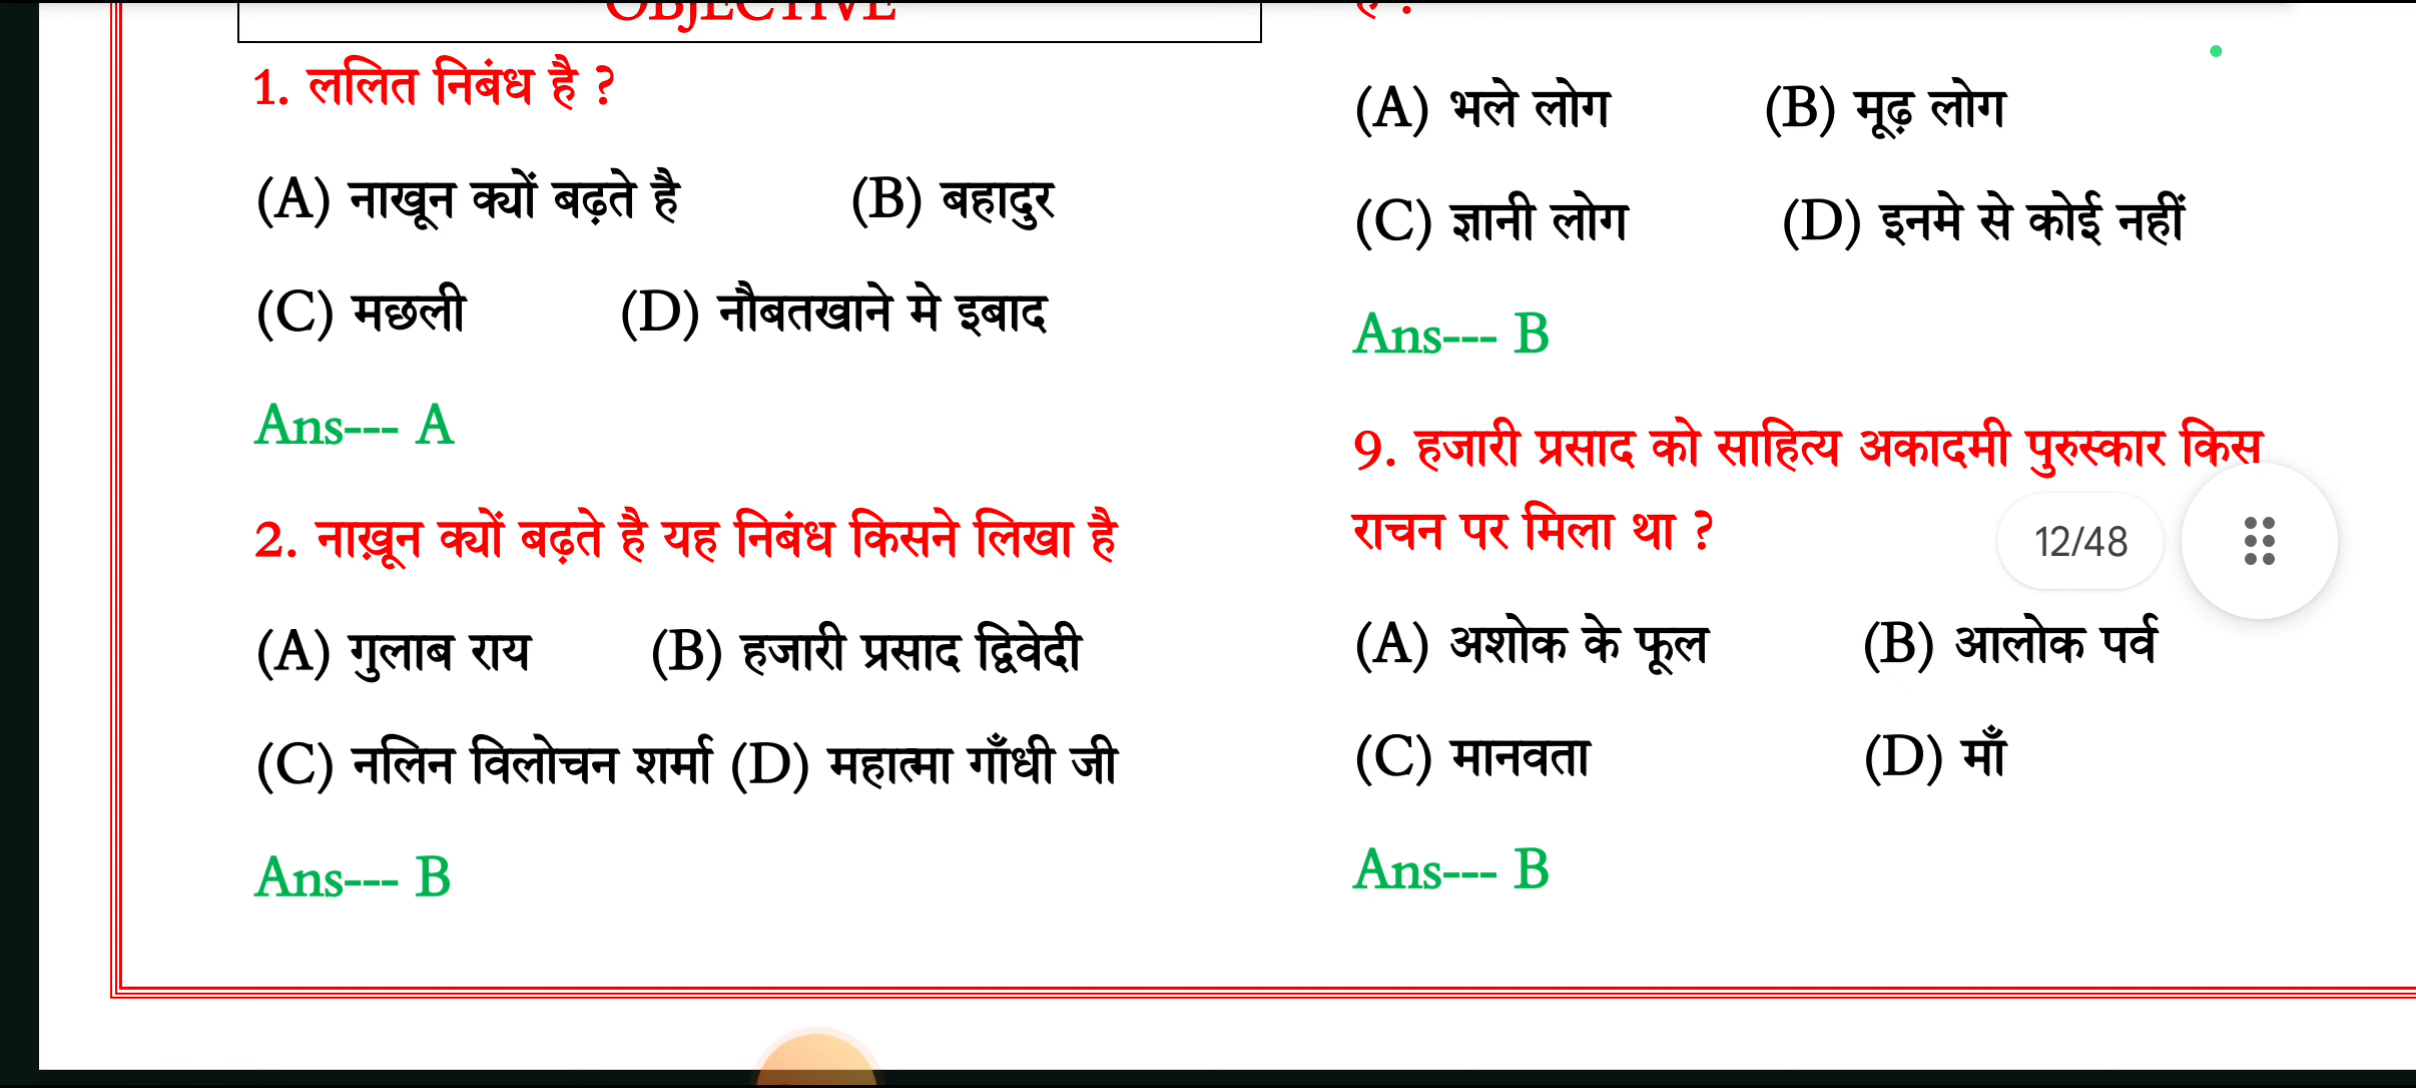 OBJECTIVE
1. ललित निबंध है ?
(A) नाखून क्यों बढ़ते है (B) बहादुर
(C) मछली (D) नौबतखाने मे इबाद
Ans--- A
2. नाख़ून क्यों बढ़ते है यह निबंध किसने लिखा है
(A) गुलाब राय (B) हजारी प्रसाद द्विवेदी
(C) नलिन विलोचन शर्मा (D) महात्मा गाँधी जी
Ans--- B
(A) भले लोग (B) मूढ़ लोग
(C) ज्ञानी लोग (D) इनमे से कोई नहीं
Ans--- B
9. हजारी प्रसाद को साहित्य अकादमी पुरुस्कार किस
राचन पर मिला था ?
12/48
(A) अशोक के फूल (B) आलोक पर्व
(C) मानवता (D) माँ
Ans--- B